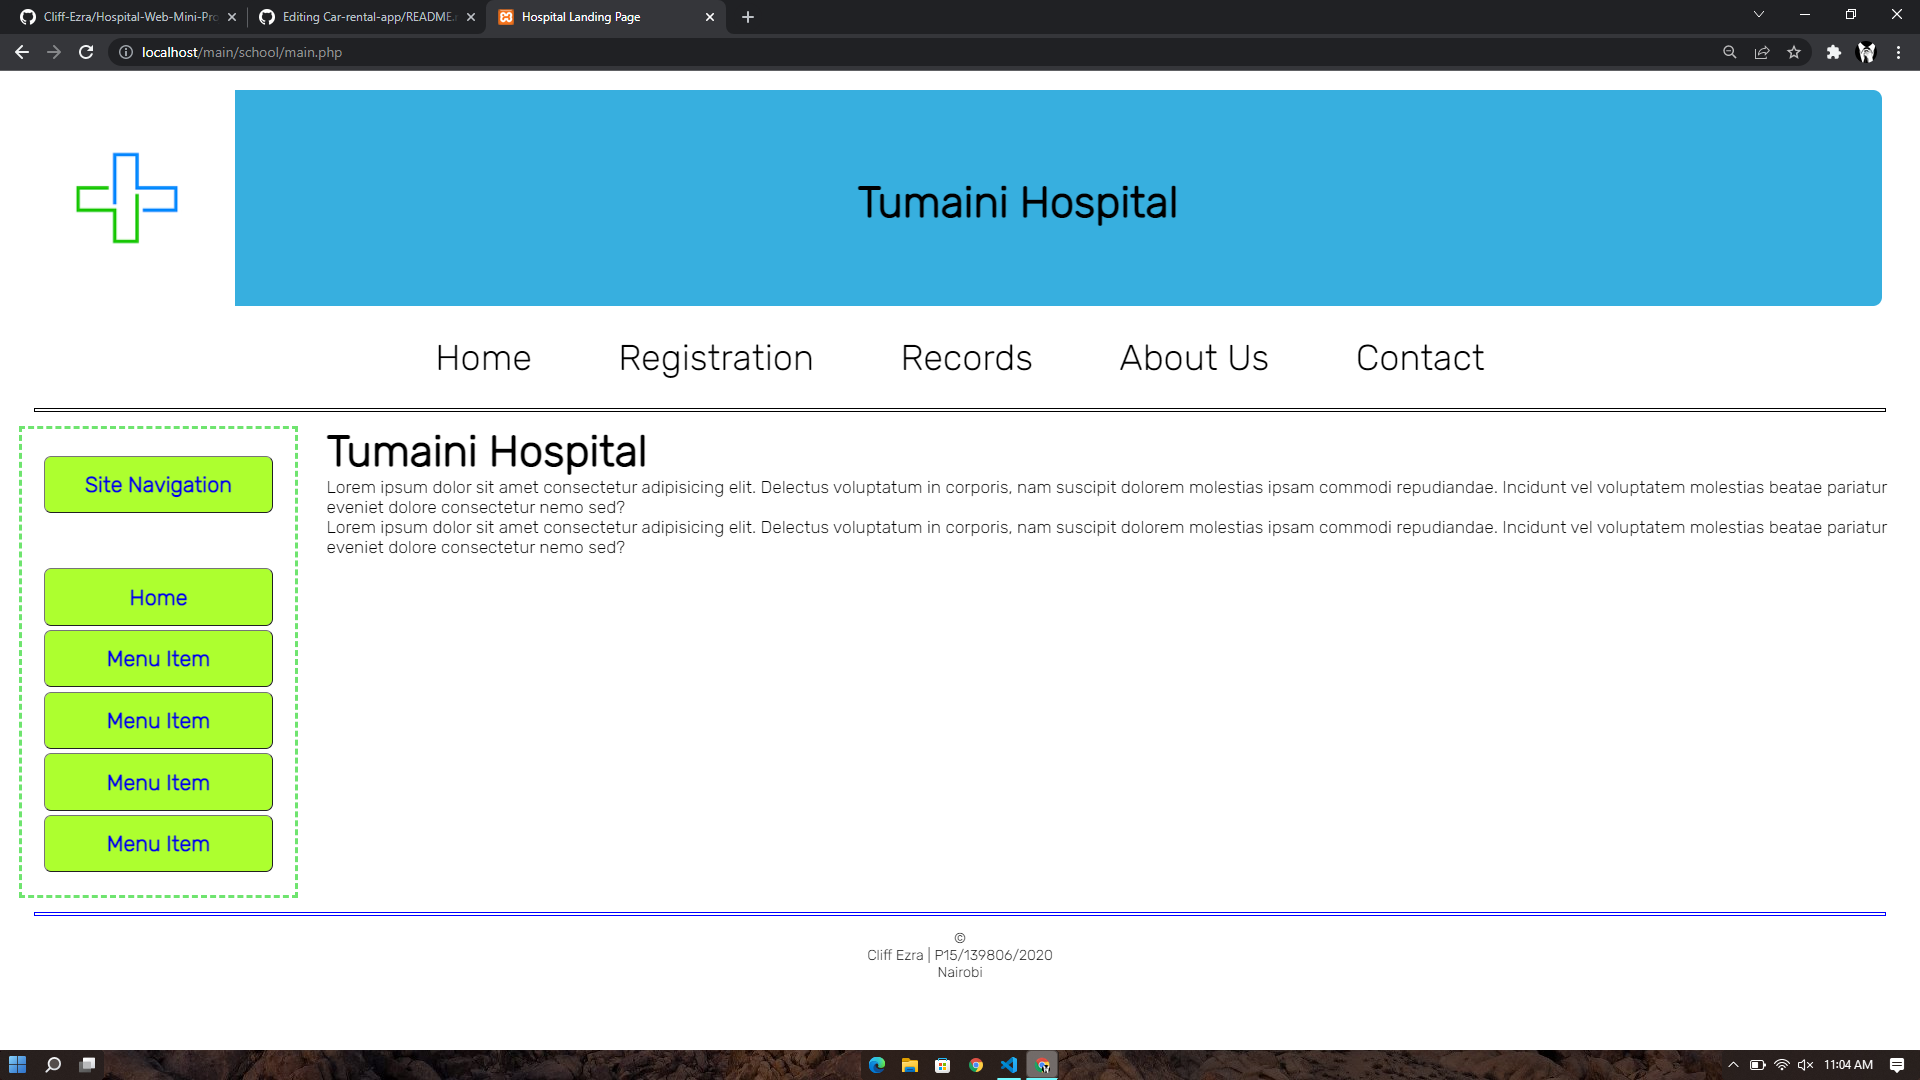 Cliff-Ezra/Hospital-Web-Mini-Pro
Editing Car-rental-app/README.
Hospital Landing Page
localhost/main/school/main.php
Tumaini Hospital
Home Registration Records About Us Contact
Site Navigation
Home
Menu Item
Menu Item
Menu Item
Menu Item
Tumaini Hospital
Lorem ipsum dolor sit amet consectetur adipisicing elit. Delectus voluptatum in corporis, nam suscipit dolorem molestias ipsam commodi repudiandae. Incidunt vel voluptatem molestias beatae pariatur
eveniet dolore consectetur nemo sed?
Lorem ipsum dolor sit amet consectetur adipisicing elit. Delectus voluptatum in corporis, nam suscipit dolorem molestias ipsam commodi repudiandae. Incidunt vel voluptatem molestias beatae pariatur
eveniet dolore consectetur nemo sed?
©
Cliff Ezra | P15/139806/2020
Nairobi
11:04 AM